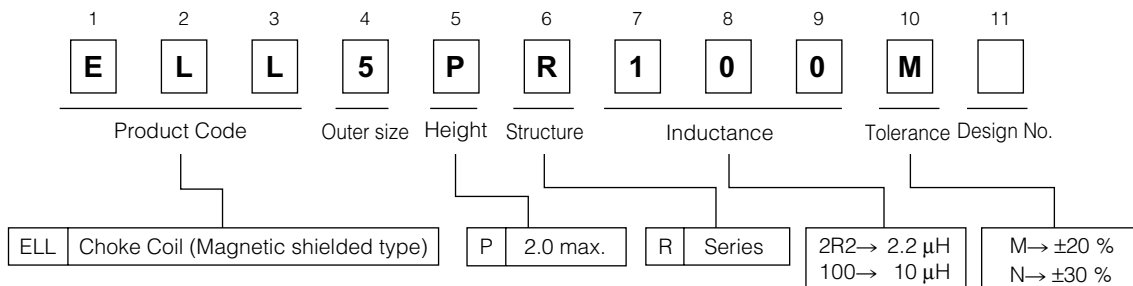 1 2 3 4 5 6 7 8 9 10 11
E L L 5 P R 1 0 0 M
Product Code Outer size Height Structure Inductance Tolerance Design No.
ELL Choke Coil (Magnetic shielded type) P 2.0 max. R Series 2R2→ 2.2 μH M→ ±20 %
100→ 10 μH N→ ±30 %